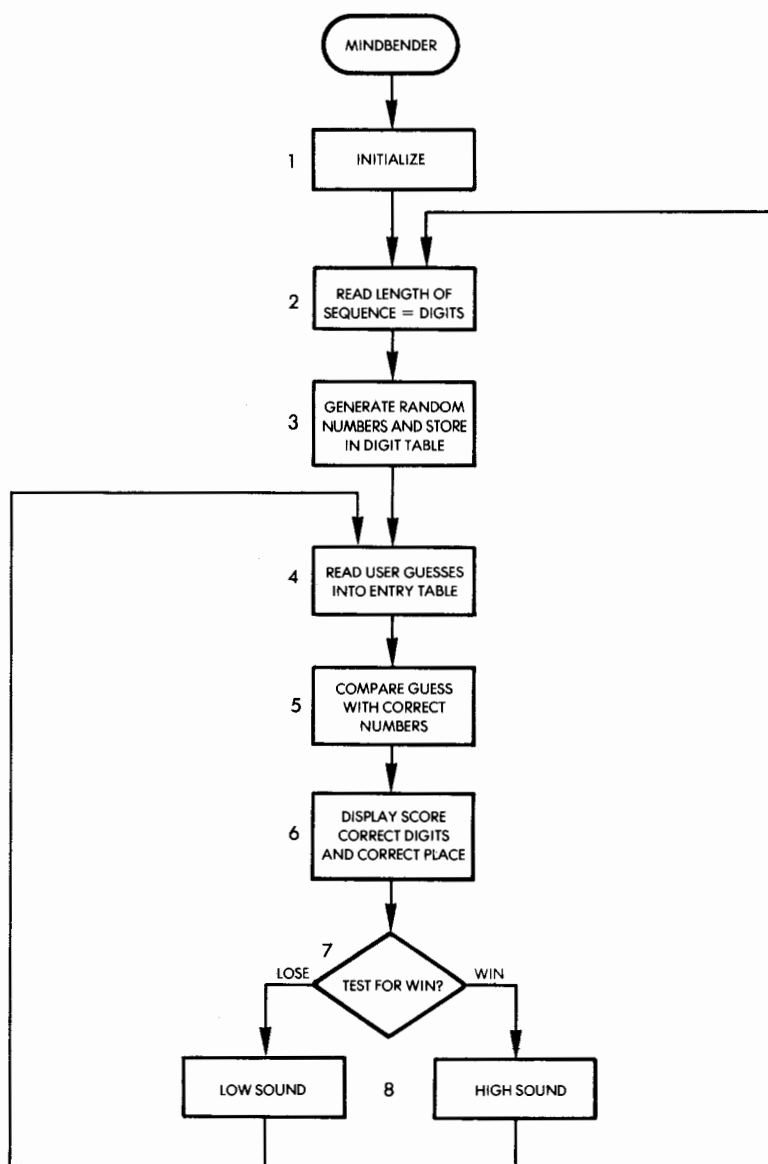 MINDBENDER
1
INITIALIZE
2
READ LENGTH OF
SEQUENCE = DIGITS
3
GENERATE RANDOM
NUMBERS AND STORE
IN DIGIT TABLE
4
READ USER GUESSES
INTO ENTRY TABLE
5
COMPARE GUESS
WITH CORRECT
NUMBERS
6
DISPLAY SCORE
CORRECT DIGITS
AND CORRECT PLACE
7
LOSE
TEST FOR WIN?
WIN
LOW SOUND
8
HIGH SOUND